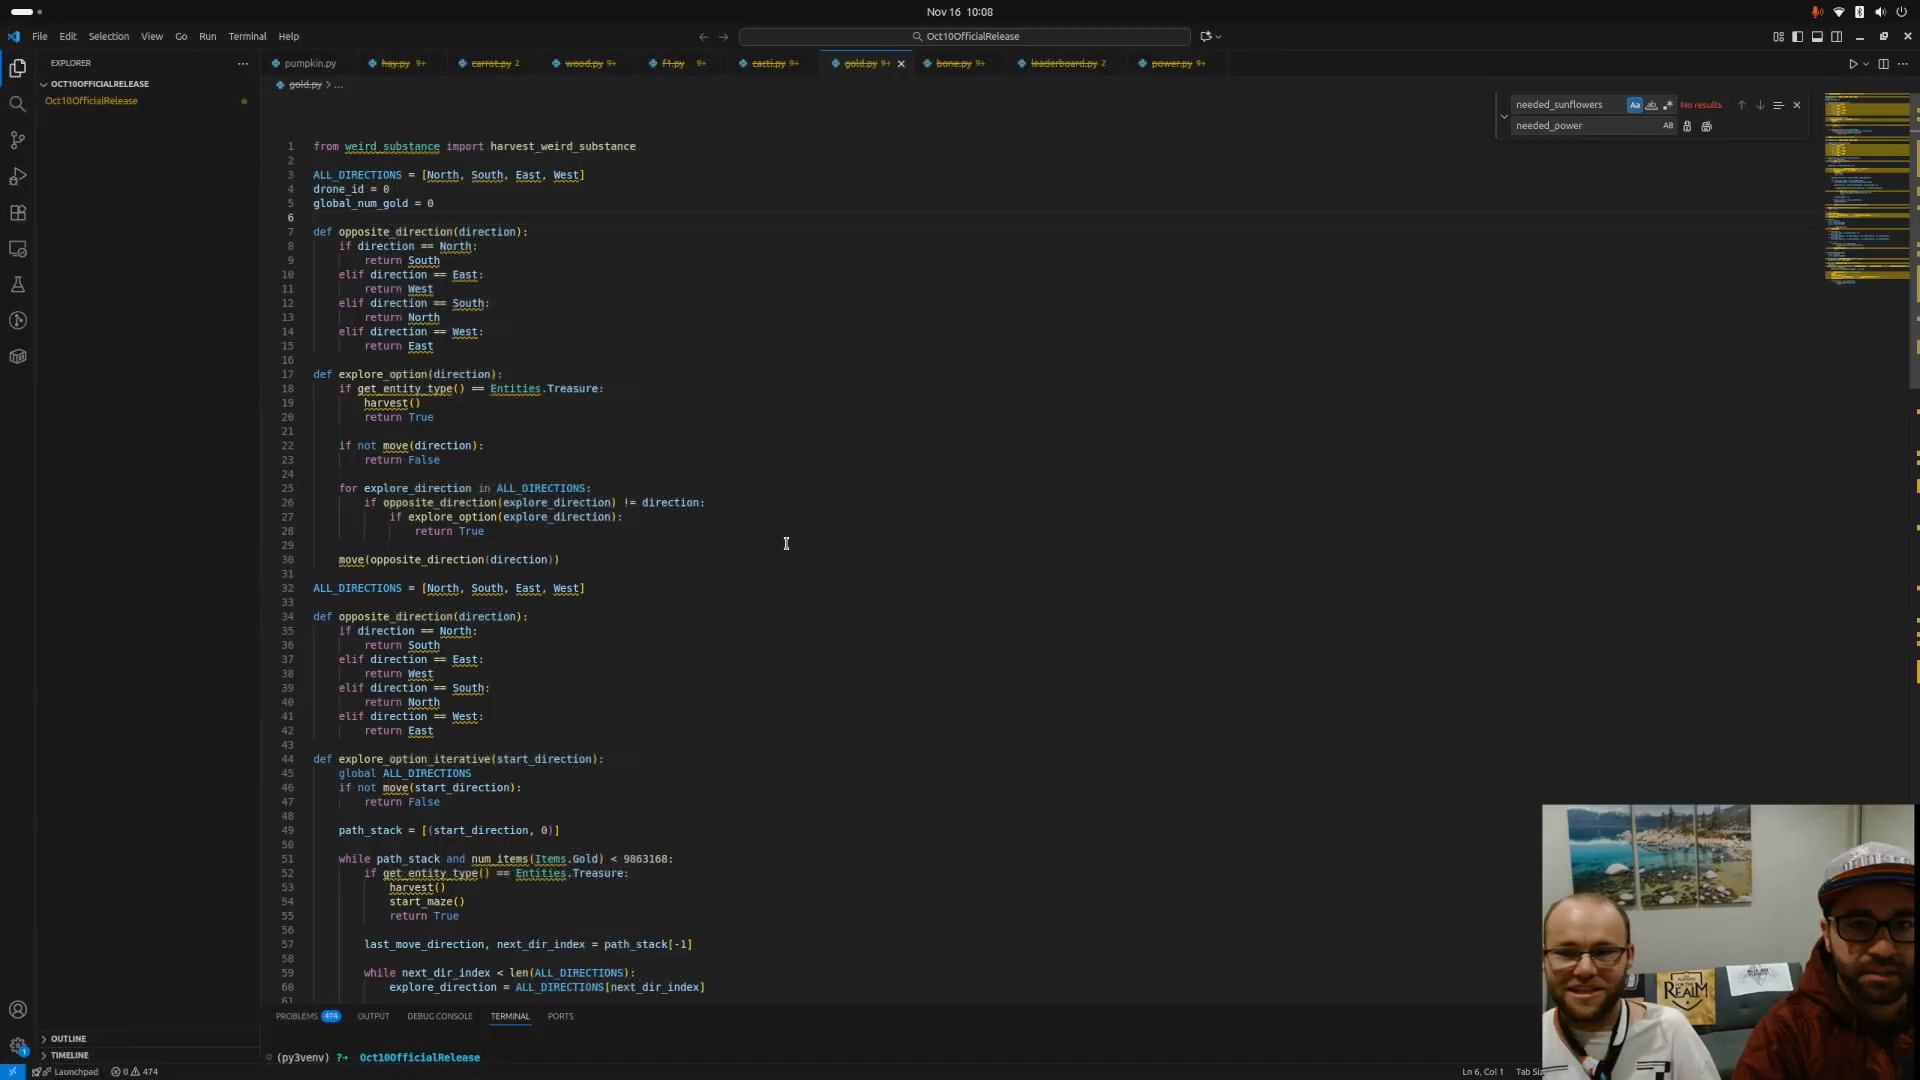 Nov 16 10:08
File Edit Selection View Go Run Terminal Help
Oct10OfficialRelease
EXPLORER
pumpkin.py hay.py 9+ carrot.py 2 wood.py 9+ f1.py 9+ cacti.py 9+ gold.py 9+ bone.py 9+ leaderboard.py 2 power.py 9+
OCT10OFFICIALRELEASE
Oct10OfficialRelease
gold.py > ...
needed_sunflowers Aa ab No results
needed_power AB
1 from weird_substance import harvest_weird_substance
2
3 ALL_DIRECTIONS = [North, South, East, West]
4 drone_id = 0
5 global_num_gold = 0
6
7 def opposite_direction(direction):
8 if direction == North:
9 return South
10 elif direction == East:
11 return West
12 elif direction == South:
13 return North
14 elif direction == West:
15 return East
16
17 def explore_option(direction):
18 if get_entity_type() == Entities.Treasure:
19 harvest()
20 return True
21
22 if not move(direction):
23 return False
24
25 for explore_direction in ALL_DIRECTIONS:
26 if opposite_direction(explore_direction) != direction:
27 if explore_option(explore_direction):
28 return True
29
30 move(opposite_direction(direction))
31
32 ALL_DIRECTIONS = [North, South, East, West]
33
34 def opposite_direction(direction):
35 if direction == North:
36 return South
37 elif direction == East:
38 return West
39 elif direction == South:
40 return North
41 elif direction == West:
42 return East
43
44 def explore_option_iterative(start_direction):
45 global ALL_DIRECTIONS
46 if not move(start_direction):
47 return False
48
49 path_stack = [(start_direction, 0)]
50
51 while path_stack and num_items(Items.Gold) < 9863168:
52 if get_entity_type() == Entities.Treasure:
53 harvest()
54 start_maze()
55 return True
56
57 last_move_direction, next_dir_index = path_stack[-1]
58
59 while next_dir_index < len(ALL_DIRECTIONS):
60 explore_direction = ALL_DIRECTIONS[next_dir_index]
61
FOR THE
REALM
PROBLEMS 474 OUTPUT DEBUG CONSOLE TERMINAL PORTS
OUTLINE
TIMELINE
(py3venv) ?→ Oct10OfficialRelease
Launchpad 0 474
Ln 6, Col 1 Tab Siz